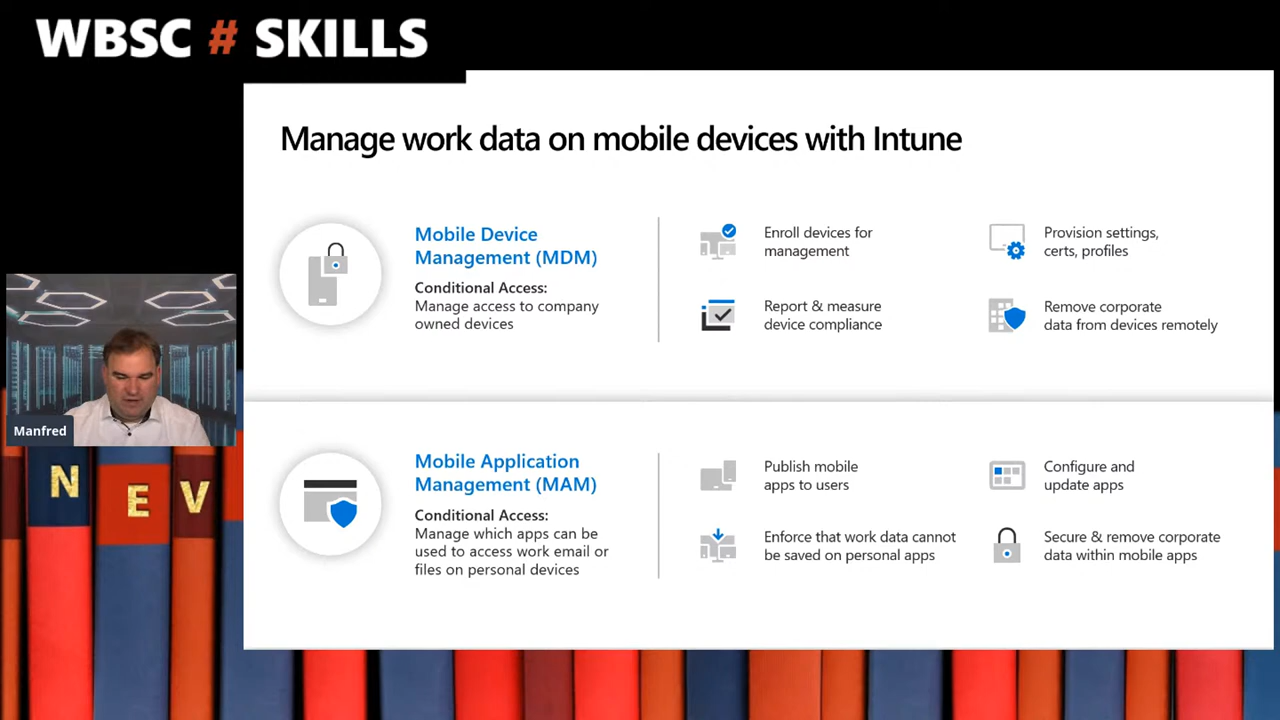 WBSC # SKILLS
Manage work data on mobile devices with Intune
Mobile Device
Management (MDM)
Conditional Access:
Manage access to company
owned devices
Enroll devices for
management
Provision settings,
certs, profiles
Report & measure
device compliance
Remove corporate
data from devices remotely
Manfred
N E V
Mobile Application
Management (MAM)
Conditional Access:
Manage which apps can be
used to access work email or
files on personal devices
Publish mobile
apps to users
Configure and
update apps
Enforce that work data cannot
be saved on personal apps
Secure & remove corporate
data within mobile apps